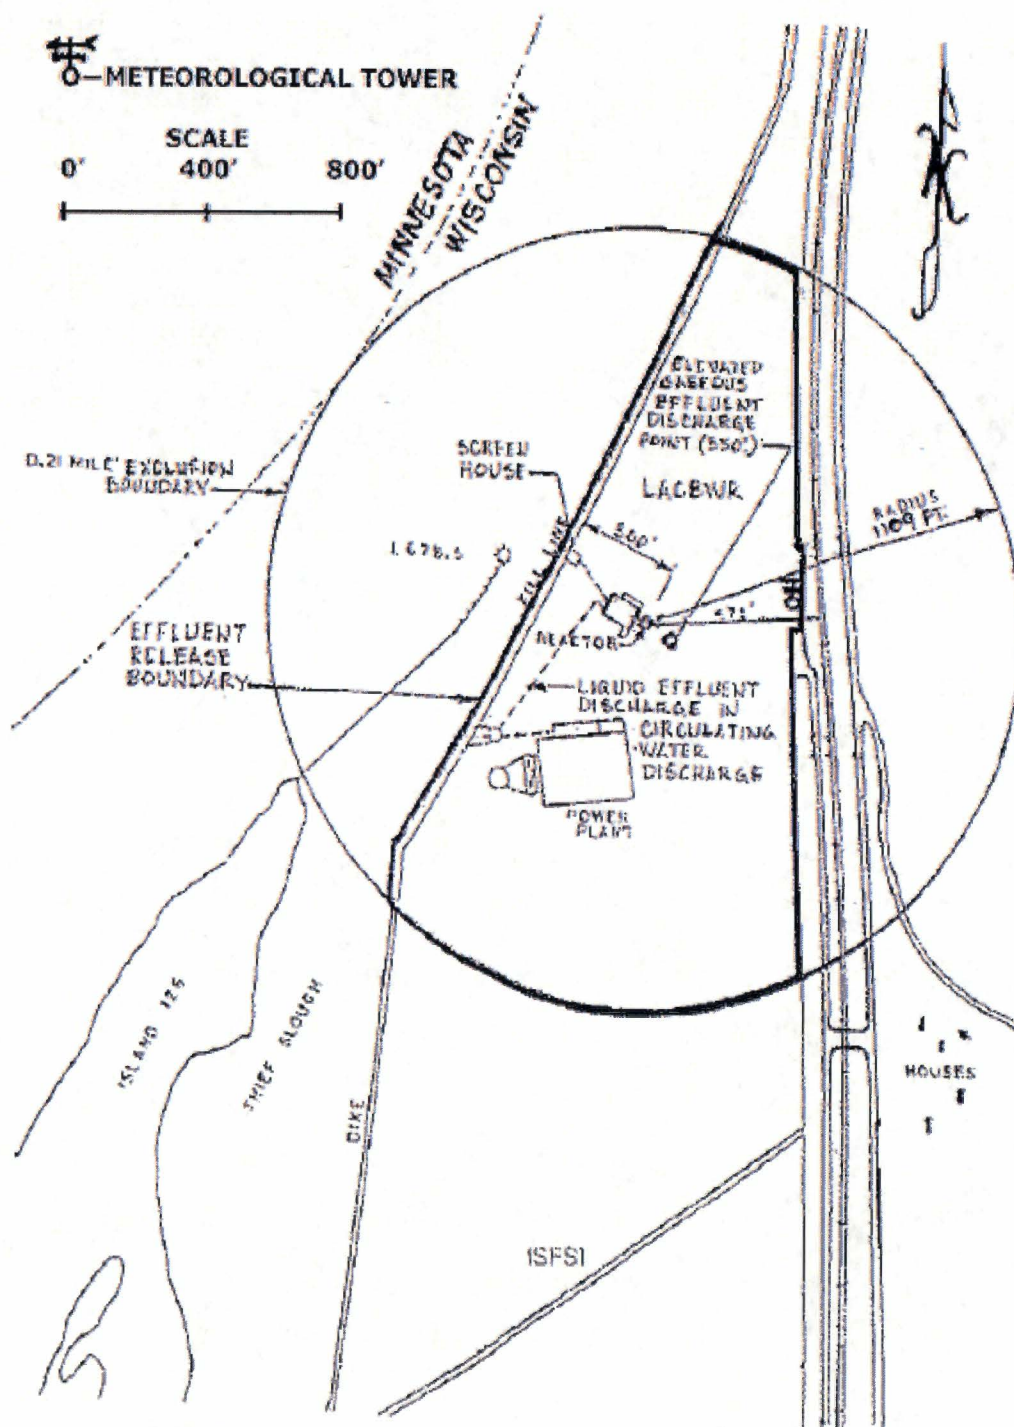 METEOROLOGICAL TOWER
SCALE
0' 400' 800'
MINNESOTA
WISCONSIN
ELEVATED
GASEOUS
EFFLUENT
DISCHARGE
POINT (350')
LACBWR
SCREEN
HOUSE
0.21 MILE EXCLUSION
BOUNDARY
RADIUS
1109 FT.
FILL LINE
REACTOR
EFFLUENT
RELEASE
BOUNDARY
LIQUID EFFLUENT
DISCHARGE IN
CIRCULATING
WATER
DISCHARGE
POWER
PLANT
ISLAND 126
THIEF SLOUGH
DIKE
HOUSES
ISFSI